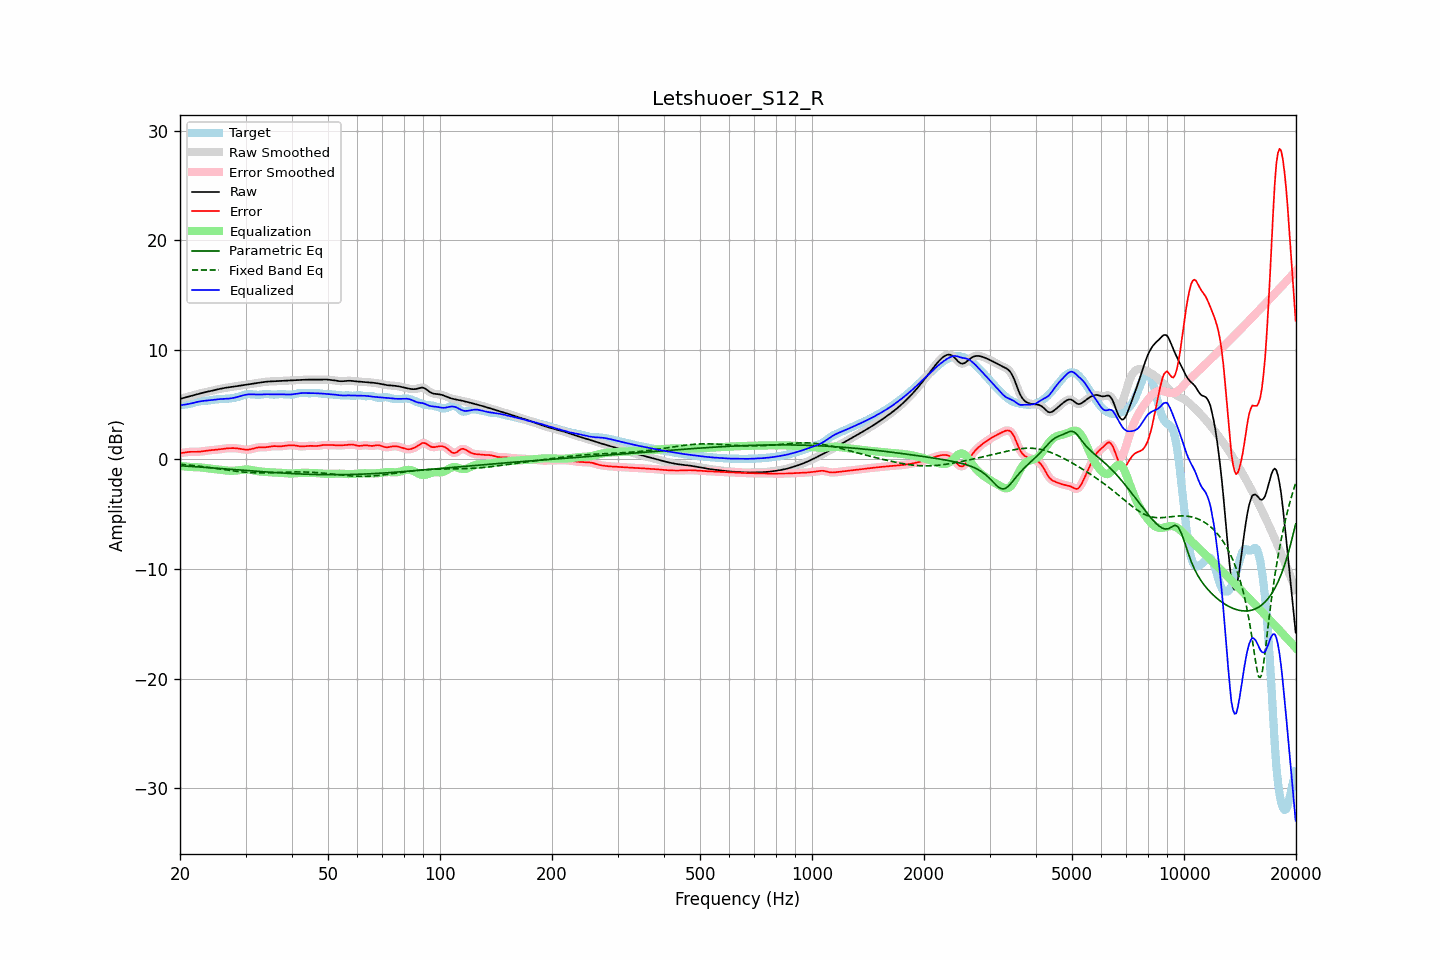 Letshuoer_S12_R
Target
Raw Smoothed
Error Smoothed
Raw
Error
Equalization
Parametric Eq
Fixed Band Eq
Equalized
Amplitude (dBr)
30
20
10
0
−10
−20
−30
20 50 100 200 500 1000 2000 5000 10000 20000
Frequency (Hz)